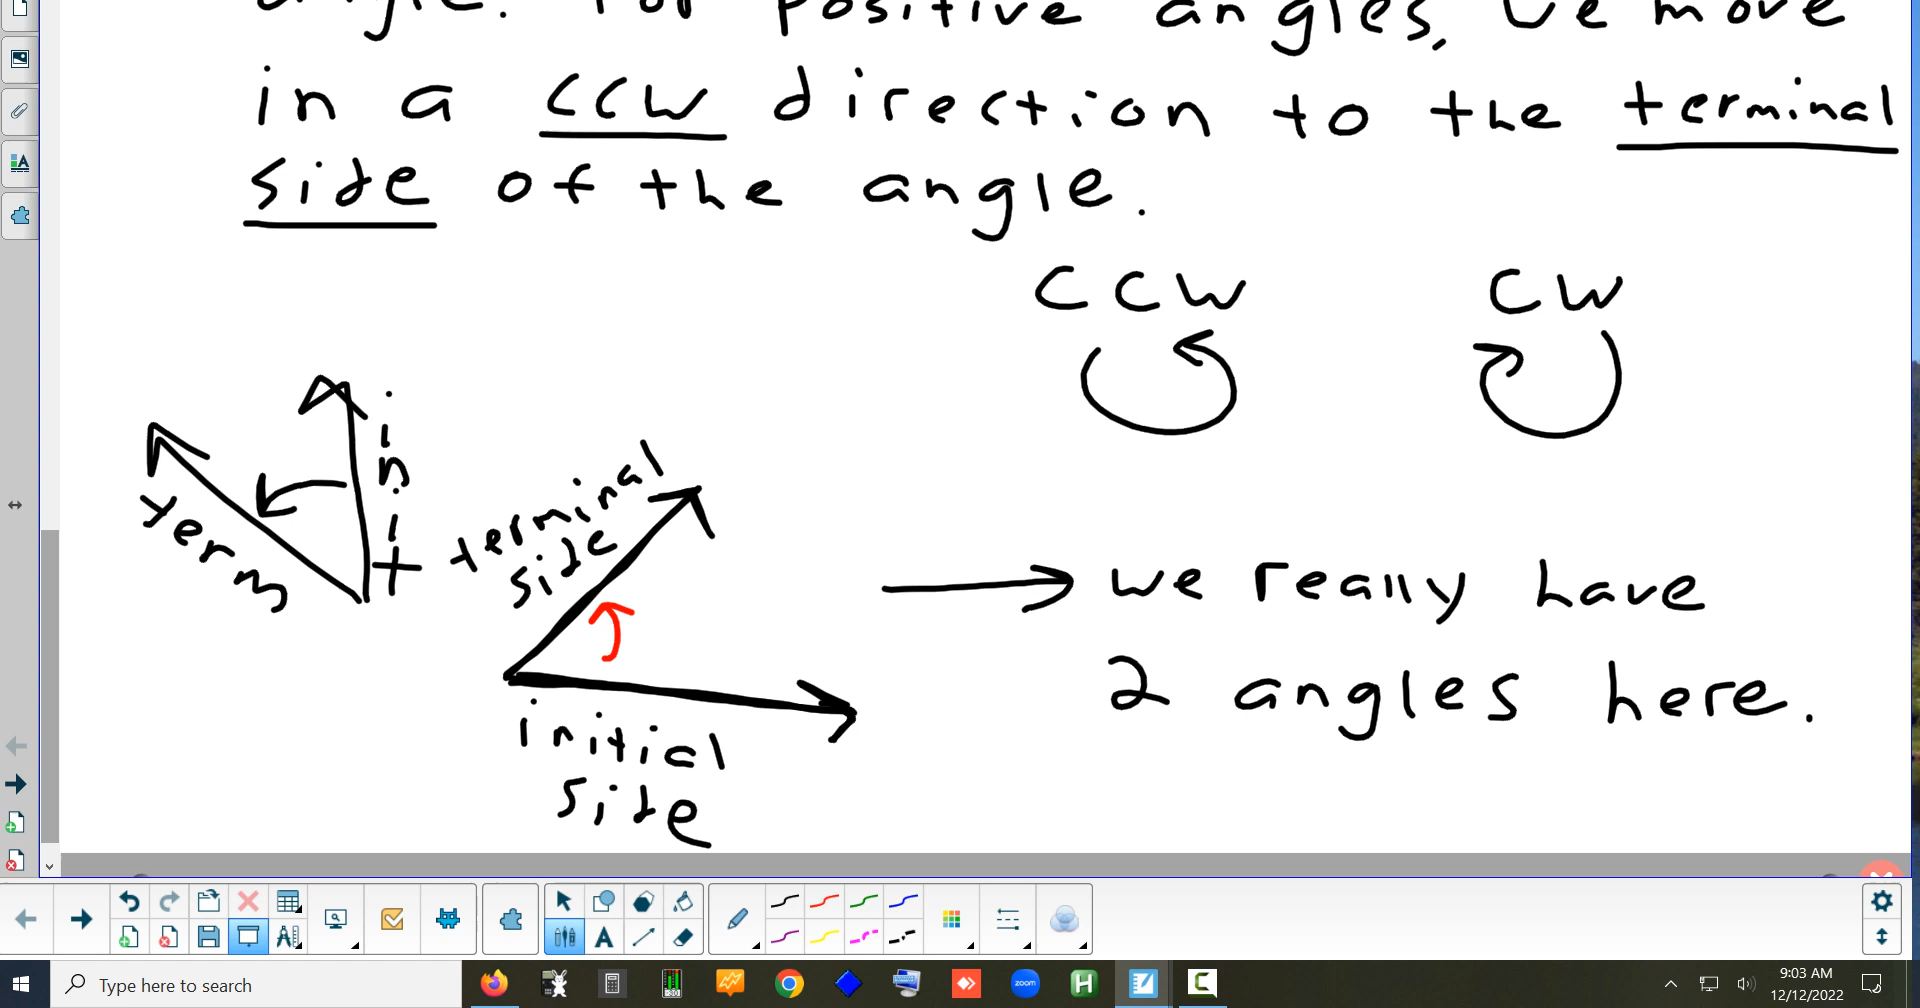 angle. For positive angles, we move
in a CCW direction to the terminal
side of the angle.
CCW
CW
init
term
terminal
side
initial
side
we really have
2 angles here.
Type here to search
zoom
9:03 AM
12/12/2022